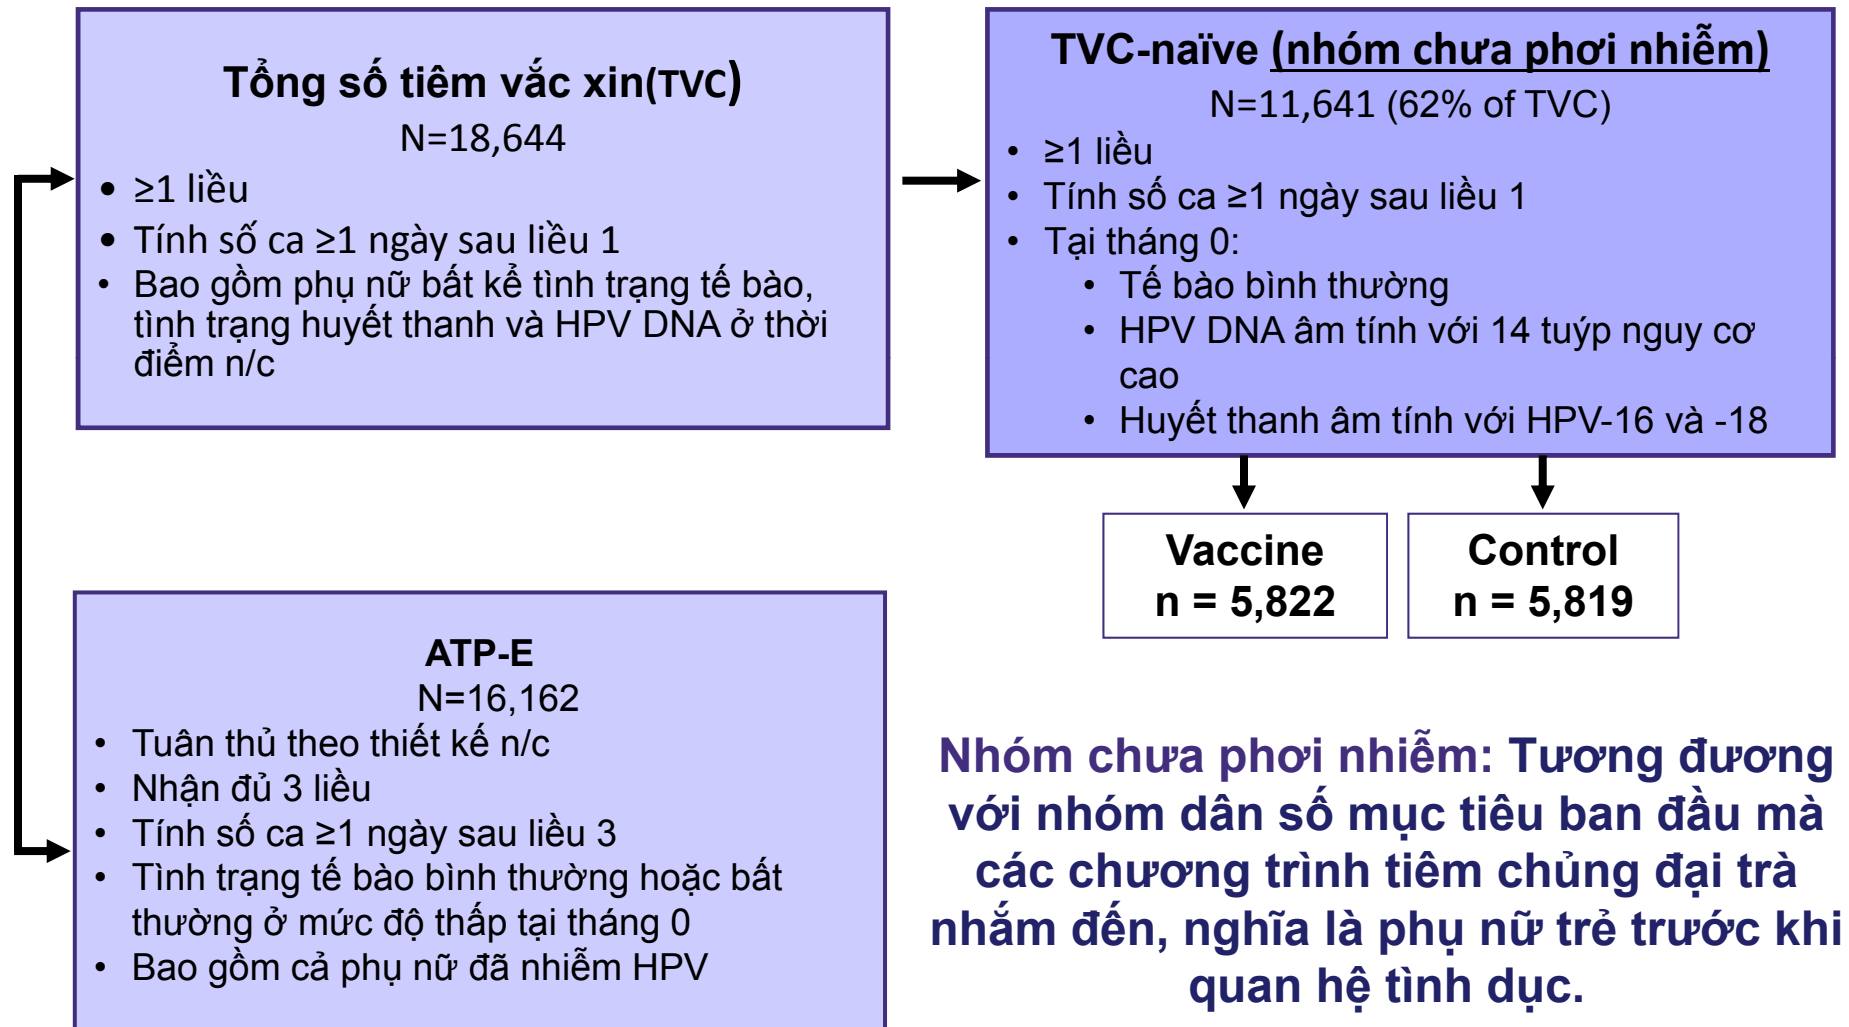 Tổng số tiêm vắc xin(TVC)
N=18,644
• ≥1 liều
• Tính số ca ≥1 ngày sau liều 1
• Bao gồm phụ nữ bất kể tình trạng tế bào,
tình trạng huyết thanh và HPV DNA ở thời
điểm n/c
TVC-naïve (nhóm chưa phơi nhiễm)
N=11,641 (62% of TVC)
• ≥1 liều
• Tính số ca ≥1 ngày sau liều 1
• Tại tháng 0:
• Tế bào bình thường
• HPV DNA âm tính với 14 tuýp nguy cơ
cao
• Huyết thanh âm tính với HPV-16 và -18
Vaccine
n = 5,822
Control
n = 5,819
ATP-E
N=16,162
• Tuân thủ theo thiết kế n/c
• Nhận đủ 3 liều
• Tính số ca ≥1 ngày sau liều 3
• Tình trạng tế bào bình thường hoặc bất
thường ở mức độ thấp tại tháng 0
• Bao gồm cả phụ nữ đã nhiễm HPV
Nhóm chưa phơi nhiễm: Tương đương
với nhóm dân số mục tiêu ban đầu mà
các chương trình tiêm chủng đại trà
nhắm đến, nghĩa là phụ nữ trẻ trước khi
quan hệ tình dục.